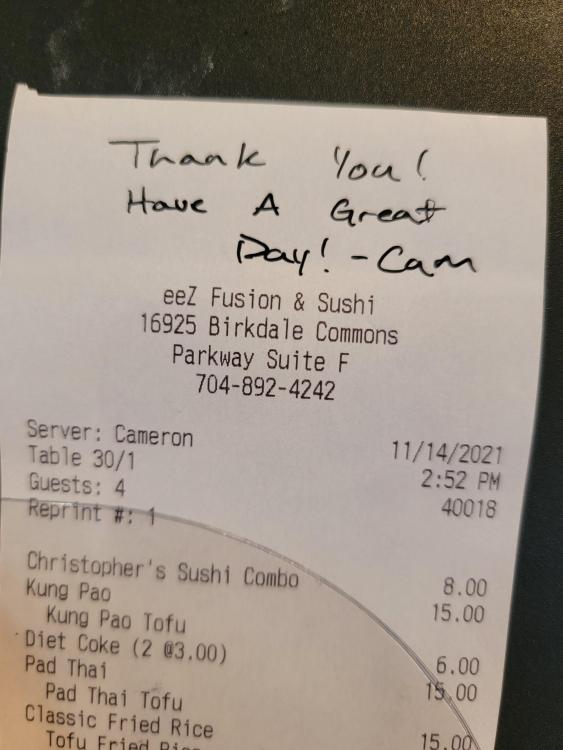 Thank You!
Have A Great
Day! - Cam
eeZ Fusion & Sushi
16925 Birkdale Commons
Parkway Suite F
704-892-4242
Server: Cameron 11/14/2021
Table 30/1 2:52 PM
Guests: 4 40018
Reprint #: 1
Christopher's Sushi Combo 8.00
Kung Pao 15.00
Kung Pao Tofu
Diet Coke (2 @3.00) 6.00
Pad Thai 15.00
Pad Thai Tofu
Classic Fried Rice 15.00
Tofu Fried Rice